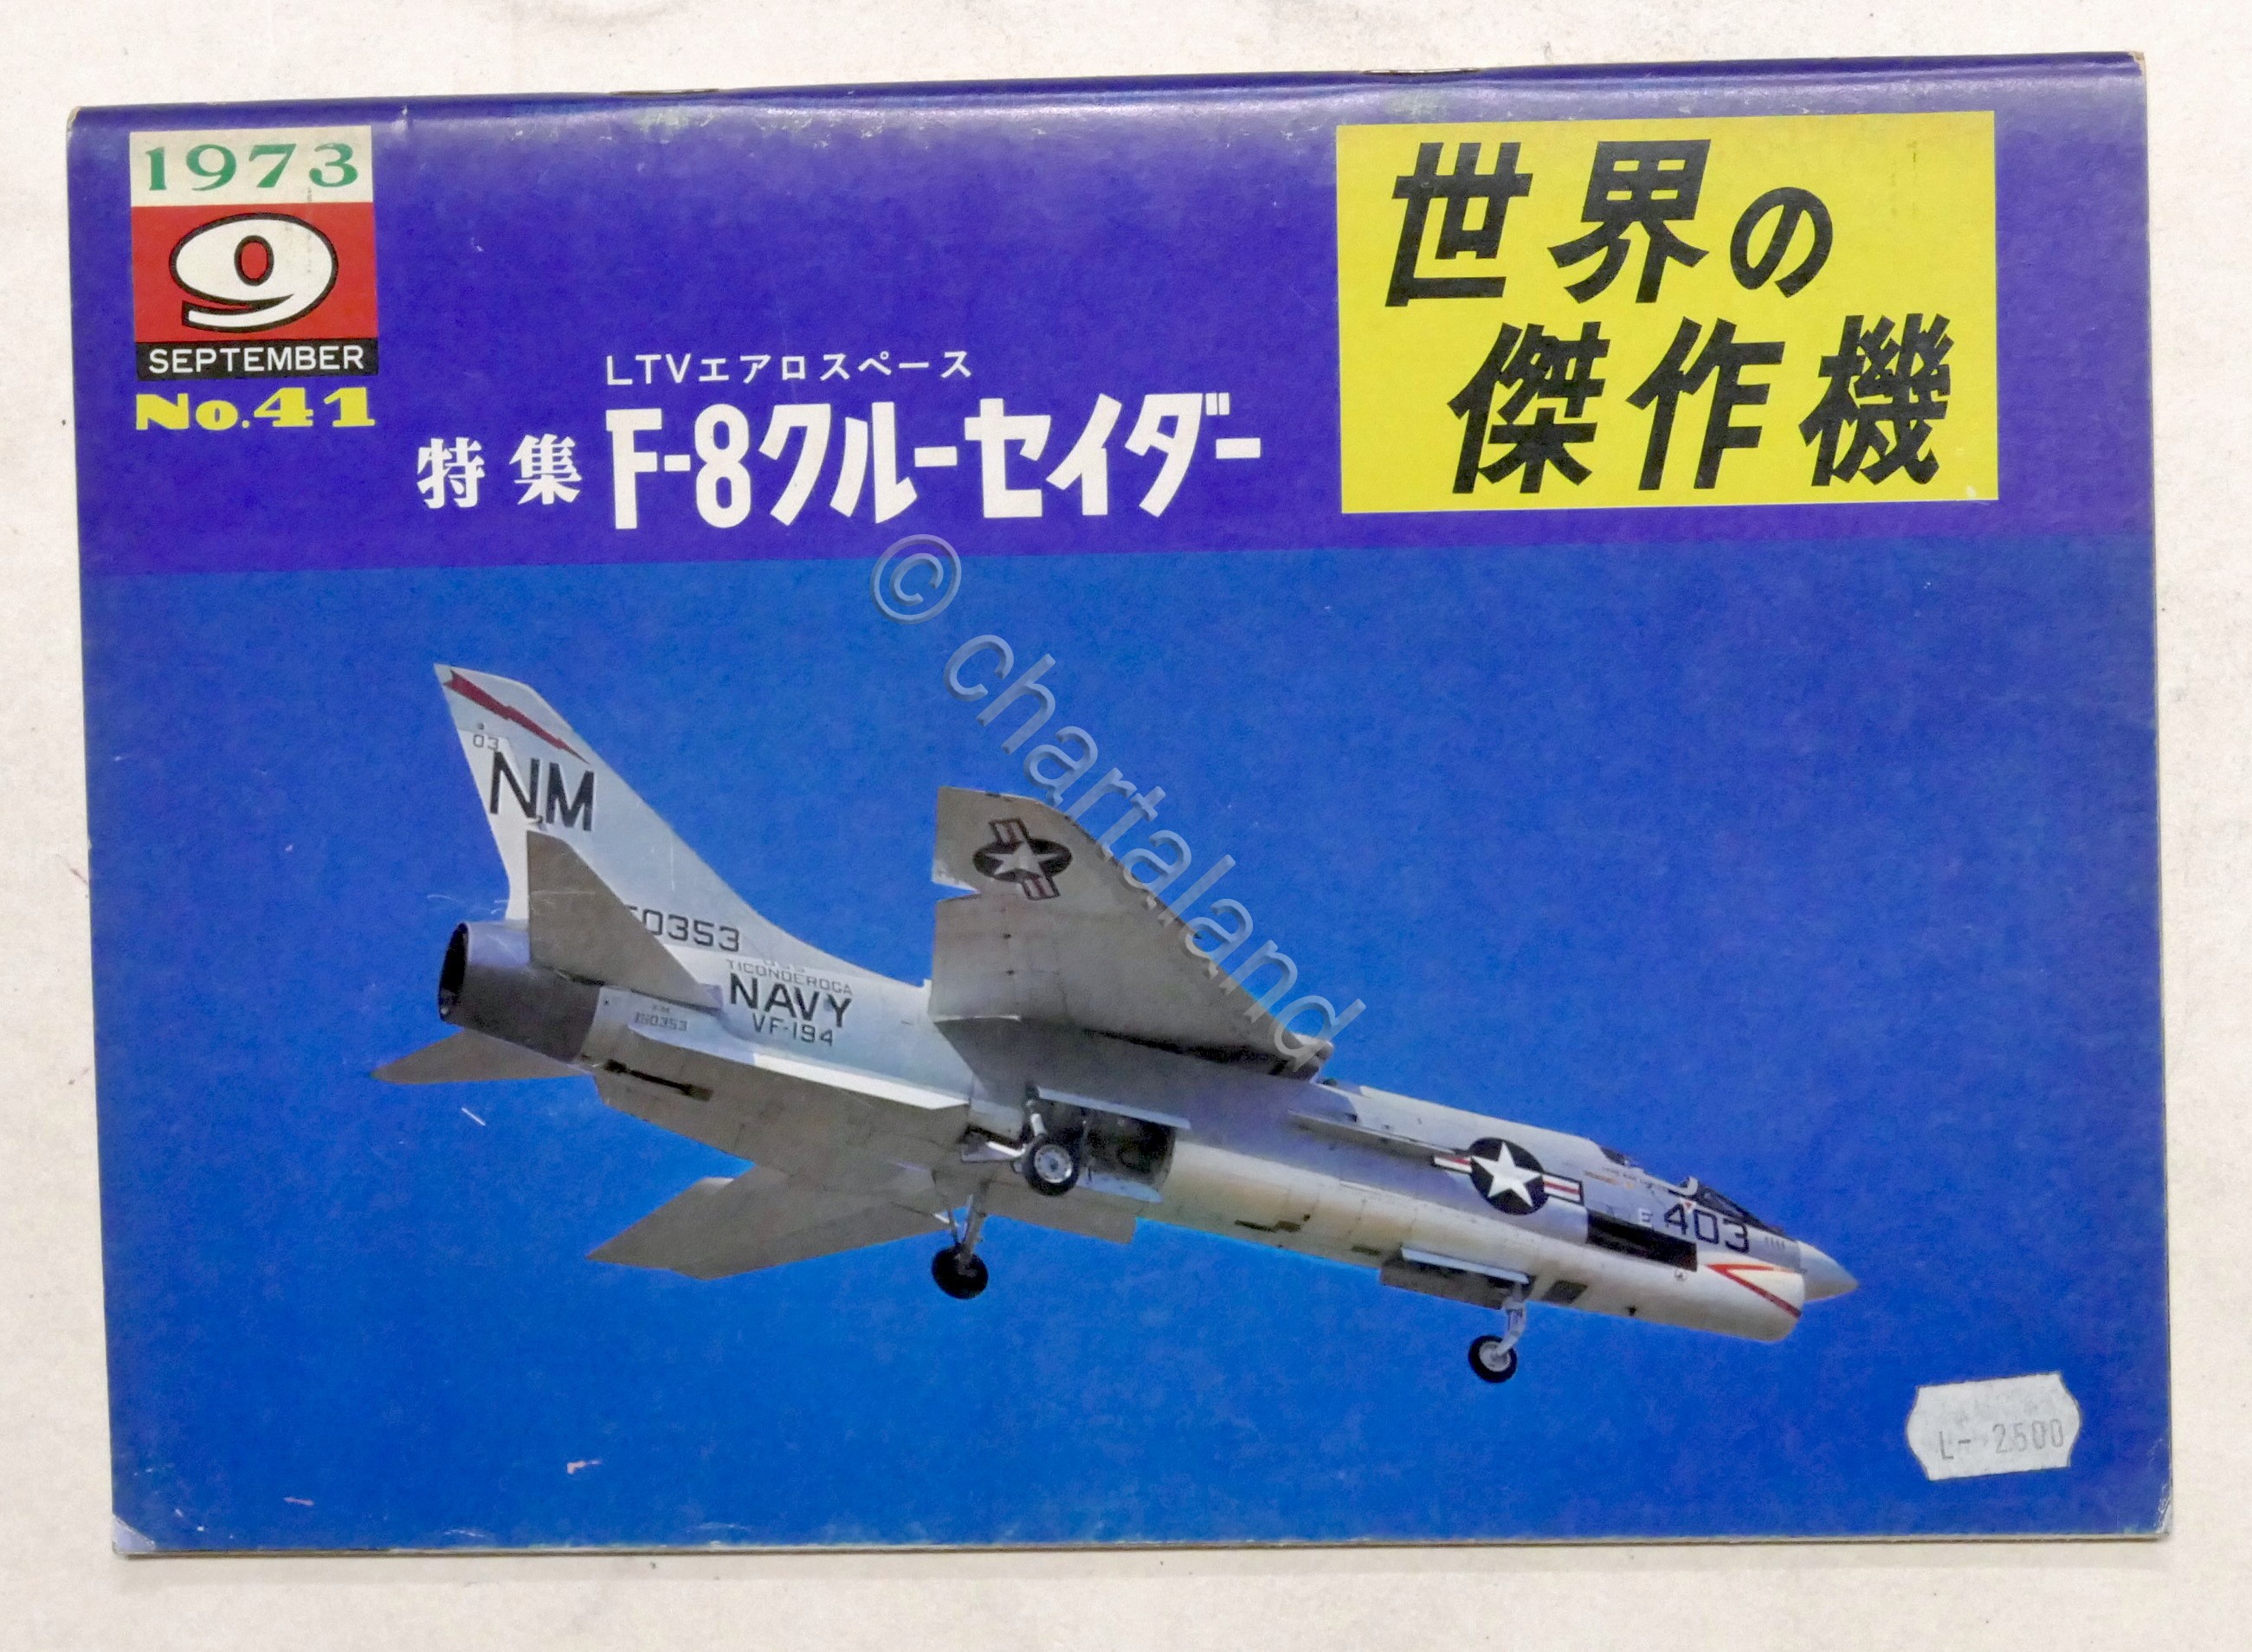 1973
9
SEPTEMBER
No.41
世界の
傑作機
LTVエアロスペース
特集 F-8クルーセイダー
© chartaland
03
NM
0353
TICONDEROGA
NAVY
VF-194
0353
E 403
L- 2500